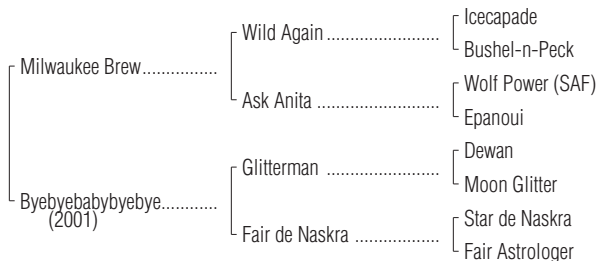 Icecapade
Wild Again ........................
Bushel-n-Peck
Milwaukee Brew................
Wolf Power (SAF)
Ask Anita ..........................
Epanoui
Dewan
Glitterman ........................
Moon Glitter
Byebyebabybyebye............
(2001)
Star de Naskra
Fair de Naskra ..................
Fair Astrologer